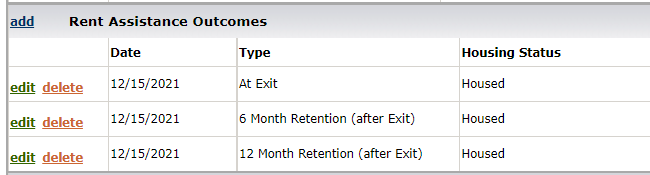 add Rent Assistance Outcomes
Date Type Housing Status
edit delete 12/15/2021 At Exit Housed
edit delete 12/15/2021 6 Month Retention (after Exit) Housed
edit delete 12/15/2021 12 Month Retention (after Exit) Housed